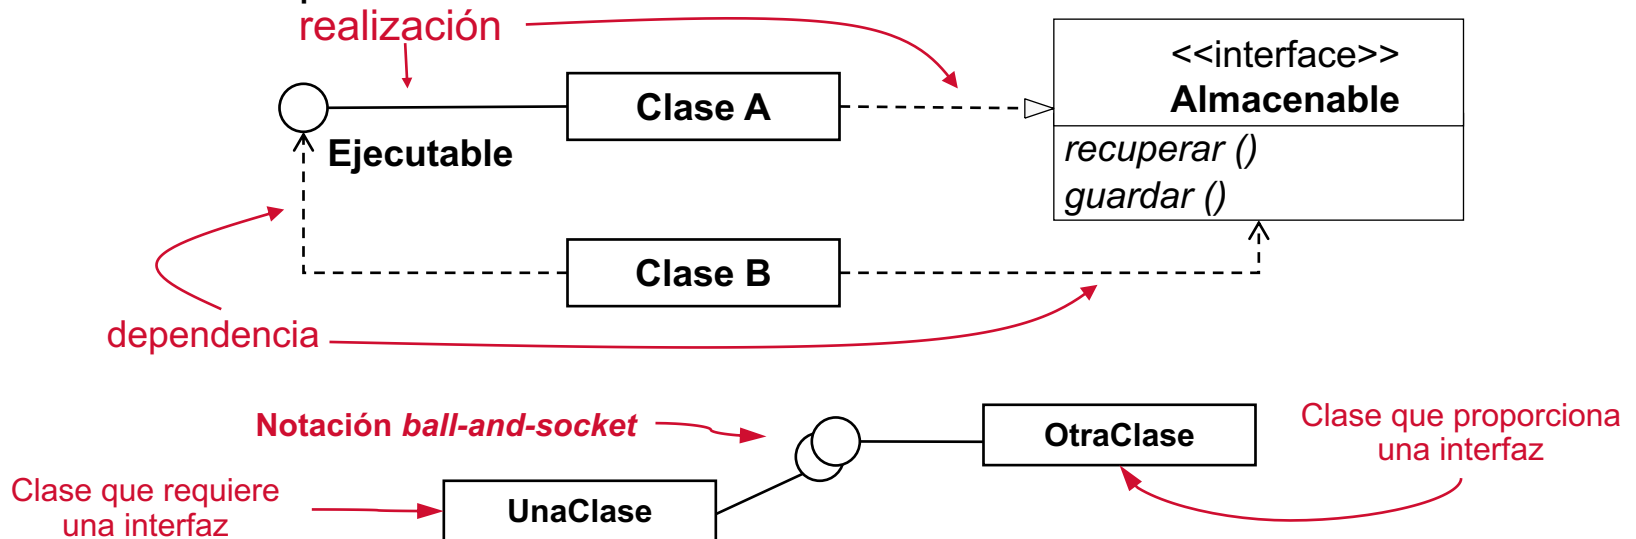 realización
<<interface>>
Almacenable
Clase A
Ejecutable
recuperar ()
guardar ()
Clase B
dependencia
Notación ball-and-socket
OtraClase
Clase que proporciona
una interfaz
Clase que requiere
una interfaz
UnaClase